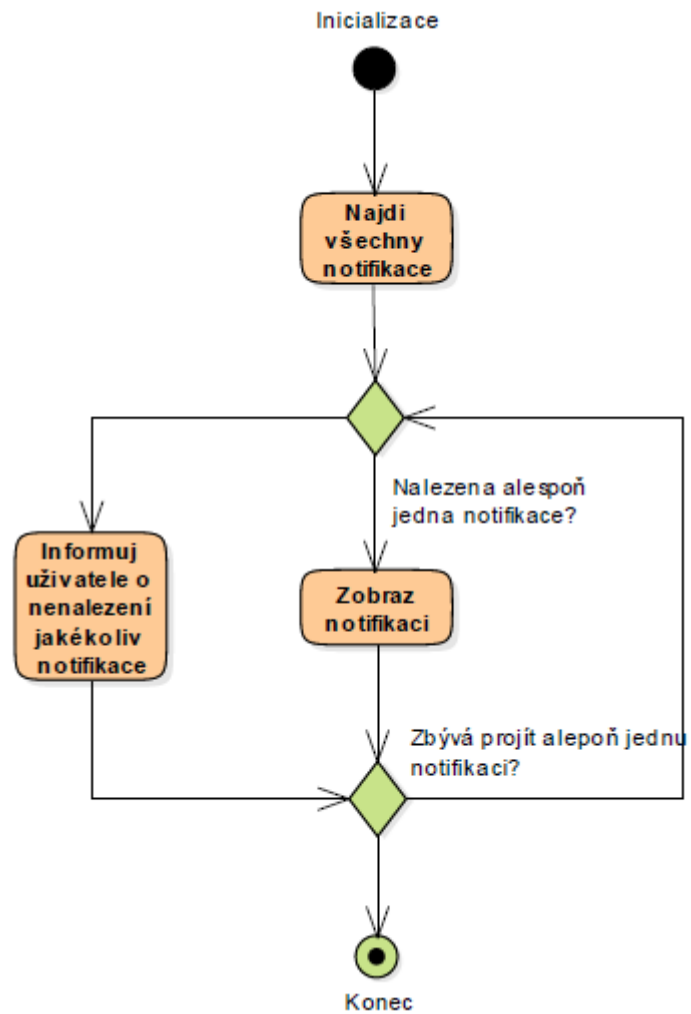 Inicializace
Najdi
všechny
notifikace
Nalezena alespoň
jedna notifikace?
Informuj
uživatele o
nenalezení
jakékoliv
notifikace
Zobraz
notifikaci
Zbývá projít alepoň jednu
notifikaci?
Konec